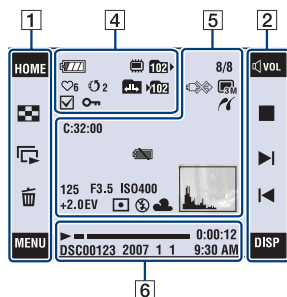 1
4
5
2
HOME
102
8/8
VOL
6
2
102
3M
C:32:00
125 F3.5 ISO400
+2.0EV
0:00:12
MENU
DSC00123 2007 1 1 9:30 AM
DISP
6